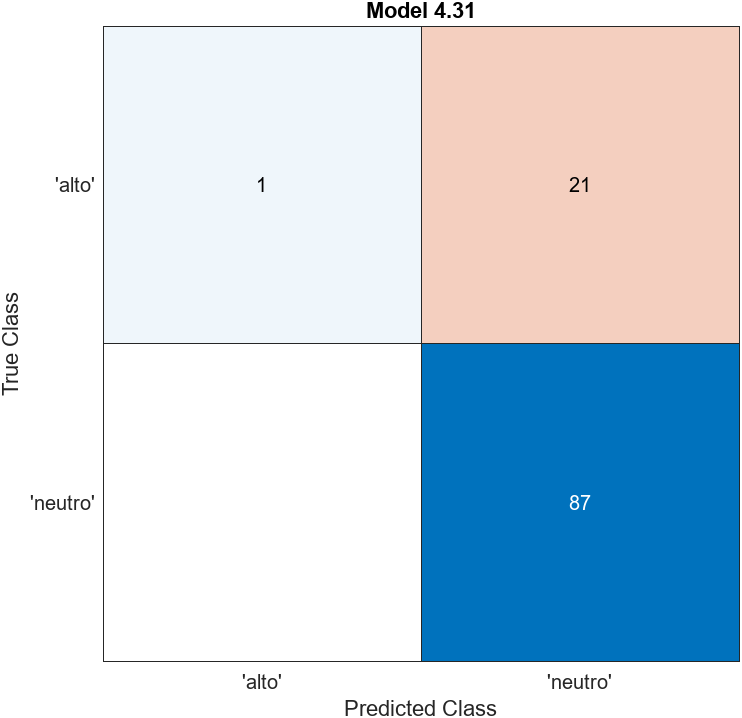 Model 4.31
True Class
'alto'
1
21
'neutro'
87
'alto'
'neutro'
Predicted Class